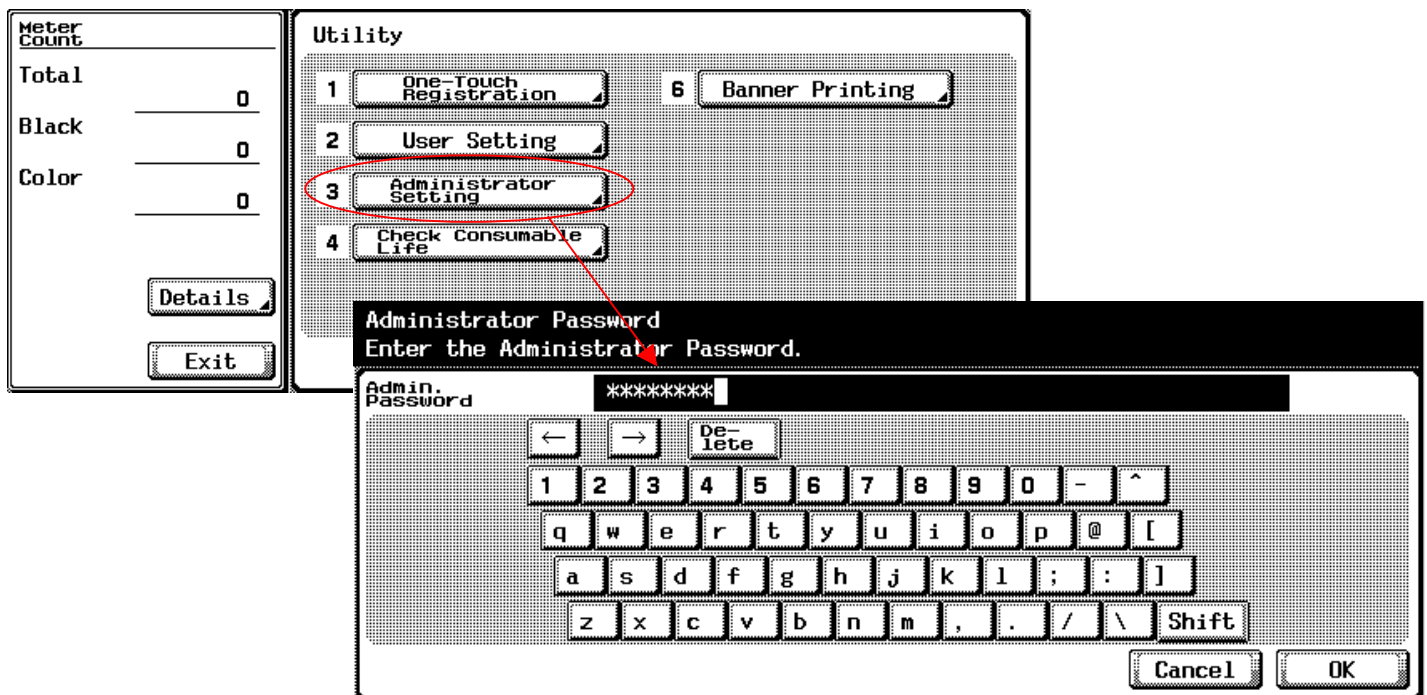 Meter
Count
Total
0
Black
0
Color
0
Details
Exit
Utility
1 One-Touch
Registration
6 Banner Printing
2 User Setting
3 Administrator
Setting
4 Check Consumable
Life
Administrator Password
Enter the Administrator Password.
Admin.
Password
********
← → De-
lete
1 2 3 4 5 6 7 8 9 0 - ^
q w e r t y u i o p @ [
a s d f g h j k l ; : ]
z x c v b n m , . / \ Shift
Cancel OK